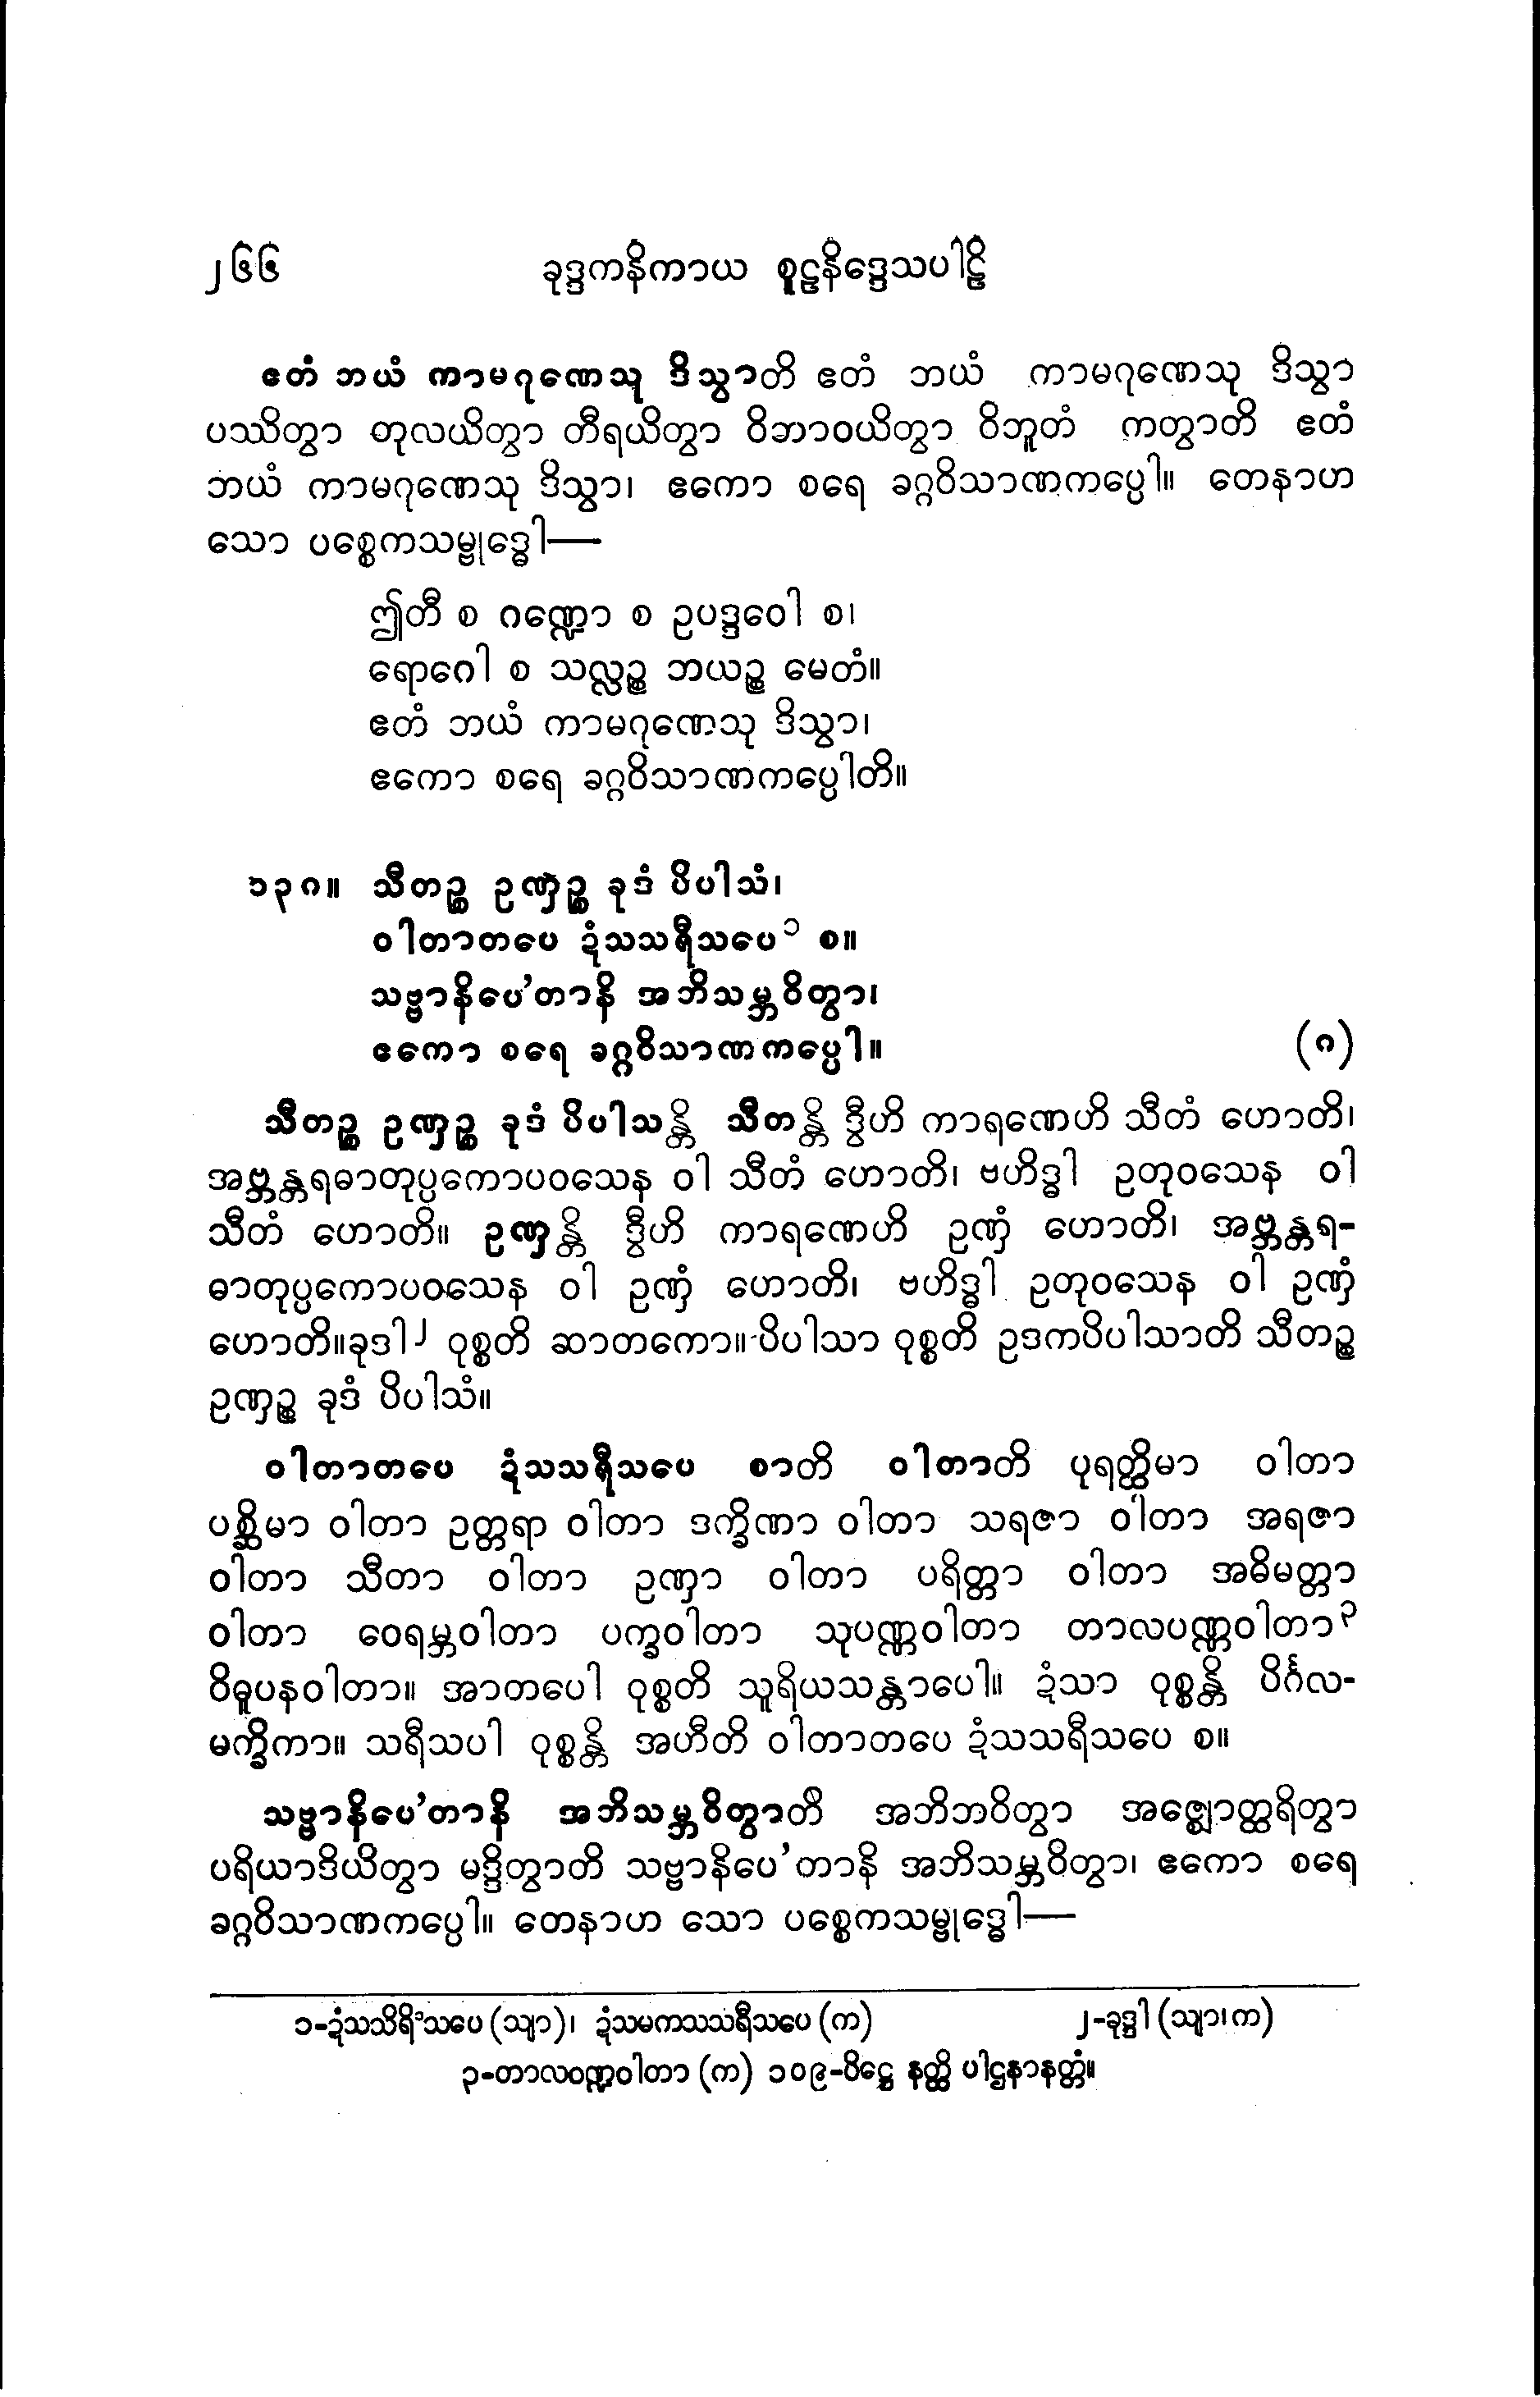 ၂၆၆ ခုဒ္ဒကနိကာယ စူဠနိဒ္ဒေသပါဠိ
ဧတံ ဘယံ ကာမဂုဏေသု ဒိသွာတိ ဧတံ ဘယံ ကာမဂုဏေသု ဒိသွာ
ပဿိတွာ တုလယိတွာ တီရယိတွာ ဝိဘာဝယိတွာ ဝိဘူတံ ကတွာတိ ဧတံ
ဘယံ ကာမဂုဏေသု ဒိသွာ၊ ဧကော စရေ ခဂ္ဂဝိသာဏကပ္ပေါ။ တေနာဟ
သော ပစ္စေကသမ္ဗုဒ္ဓေါ—
ဤတီ စ ဂဏ္ဍော စ ဥပဒ္ဒဝေါ စ၊
ရောဂေါ စ သလ္လဉ္စ ဘယဉ္စ မေတံ။
ဧတံ ဘယံ ကာမဂုဏေသု ဒိသွာ၊
ဧကော စရေ ခဂ္ဂဝိသာဏကပ္ပေါတိ။
၁၃၈။ သီတဉ္စ ဥဏှဉ္စ ခုဒံ ပိပါသံ၊
ဝါတာတပေ ဍံသသရီသပေ၁ စ။
သဗ္ဗာနိပေ’တာနိ အဘိသမ္ဘဝိတွာ၊
ဧကော စရေ ခဂ္ဂဝိသာဏကပ္ပေါ။ (၈)
သီတဉ္စ ဥဏှဉ္စ ခုဒံ ပိပါသန္တိ သီတန္တိ ဒွီဟိ ကာရဏေဟိ သီတံ ဟောတိ၊
အဗ္ဘန္တရဓာတုပ္ပကောပဝသေန ဝါ သီတံ ဟောတိ၊ ဗဟိဒ္ဓါ ဥတုဝသေန ဝါ
သီတံ ဟောတိ။ ဥဏှန္တိ ဒွီဟိ ကာရဏေဟိ ဥဏှံ ဟောတိ၊ အဗ္ဘန္တရ-
ဓာတုပ္ပကောပဝသေန ဝါ ဥဏှံ ဟောတိ၊ ဗဟိဒ္ဓါ ဥတုဝသေန ဝါ ဥဏှံ
ဟောတိ။ခုဒါ၂ ဝုစ္စတိ ဆာတကော။ ပိပါသာ ဝုစ္စတိ ဥဒကပိပါသာတိ သီတဉ္စ
ဥဏှဉ္စ ခုဒံ ပိပါသံ။
ဝါတာတပေ ဍံသသရီသပေ စာတိ ဝါတာတိ ပုရတ္ထိမာ ဝါတာ
ပစ္ဆိမာ ဝါတာ ဥတ္တရာ ဝါတာ ဒက္ခိဏာ ဝါတာ သရဇာ ဝါတာ အရဇာ
ဝါတာ သီတာ ဝါတာ ဥဏှာ ဝါတာ ပရိတ္တာ ဝါတာ အဓိမတ္တာ
ဝါတာ ဝေရမ္ဘဝါတာ ပက္ခဝါတာ သုပဏ္ဏဝါတာ တာလပဏ္ဏဝါတာ၃
ဝိဓူပနဝါတာ။ အာတပေါ ဝုစ္စတိ သူရိယသန္တာပေါ။ ဍံသာ ဝုစ္စန္တိ ပိင်္ဂလ-
မက္ခိကာ။ သရီသပါ ဝုစ္စန္တိ အဟီတိ ဝါတာတပေ ဍံသသရီသပေ စ။
သဗ္ဗာနိပေ’တာနိ အဘိသမ္ဘဝိတွာတိ အဘိဘဝိတွာ အဇ္ဈောတ္ထရိတွာ
ပရိယာဒိယိတွာ မဒ္ဒိတွာတိ သဗ္ဗာနိပေ’တာနိ အဘိသမ္ဘဝိတွာ၊ ဧကော စရေ
ခဂ္ဂဝိသာဏကပ္ပေါ။ တေနာဟ သော ပစ္စေကသမ္ဗုဒ္ဓေါ—
၁-ဍံသသိရိံသပေ (သျာ)၊ ဍံသမကသသရီသပေ (က) ၂-ခုဒ္ဒါ (သျာ၊က)
၃-တာလဝဏ္ဍဝါတာ (က) ၁၀၉-ပိဋ္ဌေ နတ္ထိ ပါဌနာနတ္တံ။